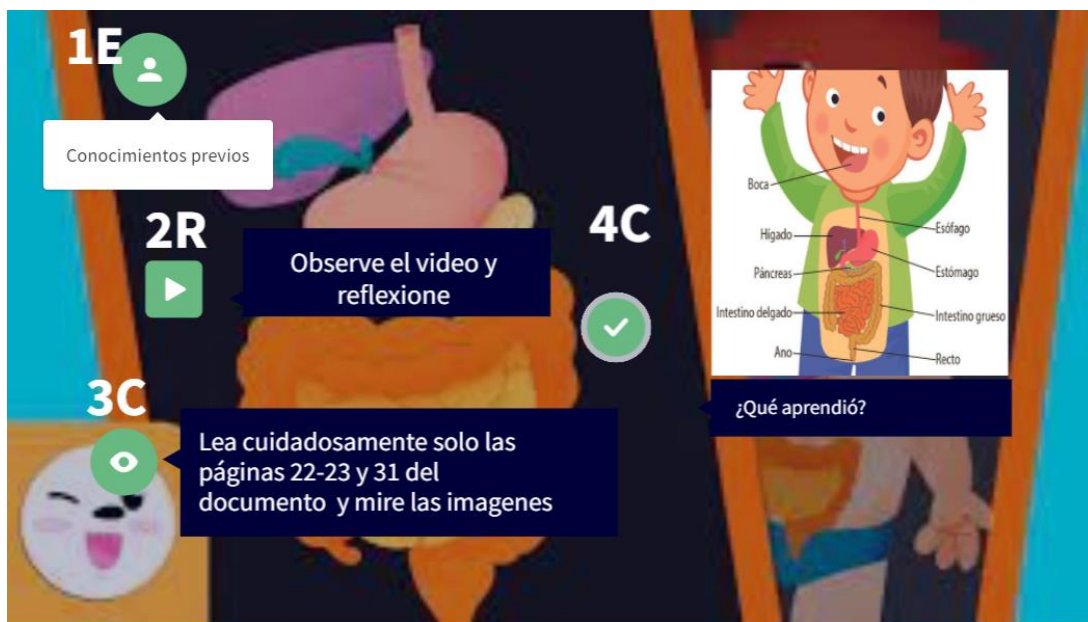 1E
Conocimientos previos
2R
Observe el video y
reflexione
3C
Lea cuidadosamente solo las
páginas 22-23 y 31 del
documento y mire las imagenes
4C
Boca
Esófago
Hígado
Estómago
Páncreas
Intestino delgado
Intestino grueso
Ano
Recto
¿Qué aprendió?